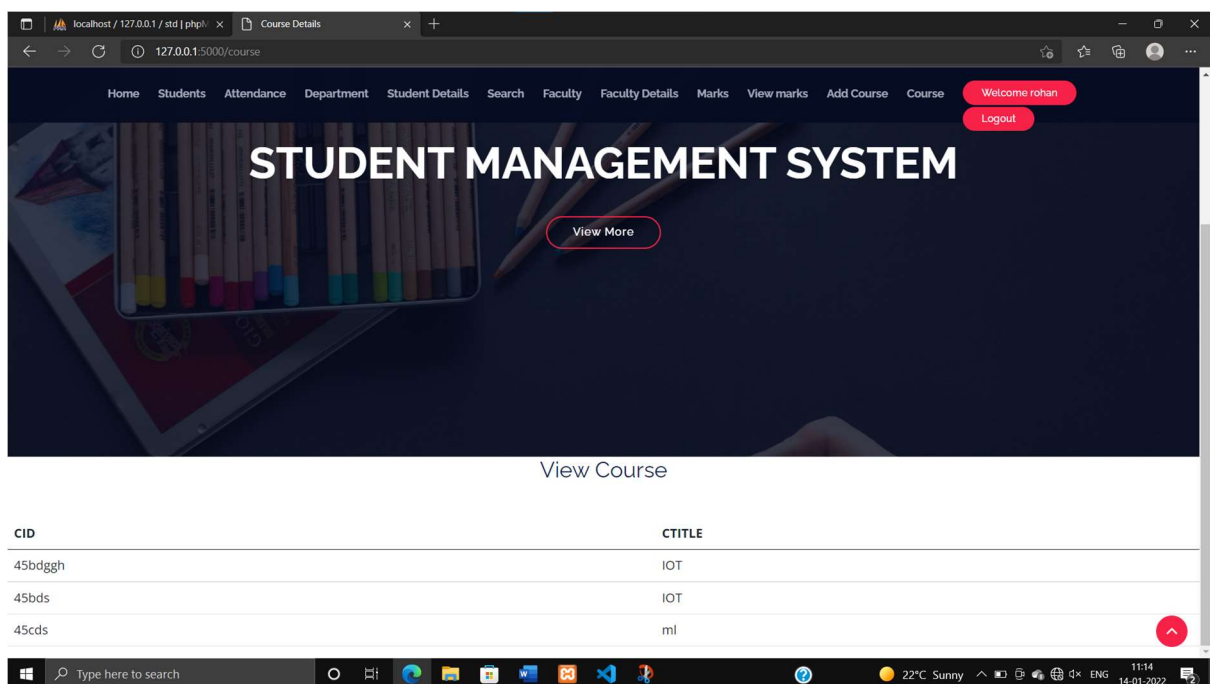 localhost / 127.0.0.1 / std | phpM
Course Details
127.0.0.1:5000/course
Home Students Attendance Department Student Details Search Faculty Faculty Details Marks View marks Add Course Course Welcome rohan
Logout
STUDENT MANAGEMENT SYSTEM
View More
View Course
CID CTITLE
45bdggh IOT
45bds IOT
45cds ml
Type here to search
22°C Sunny
ENG
11:14
14-01-2022
2